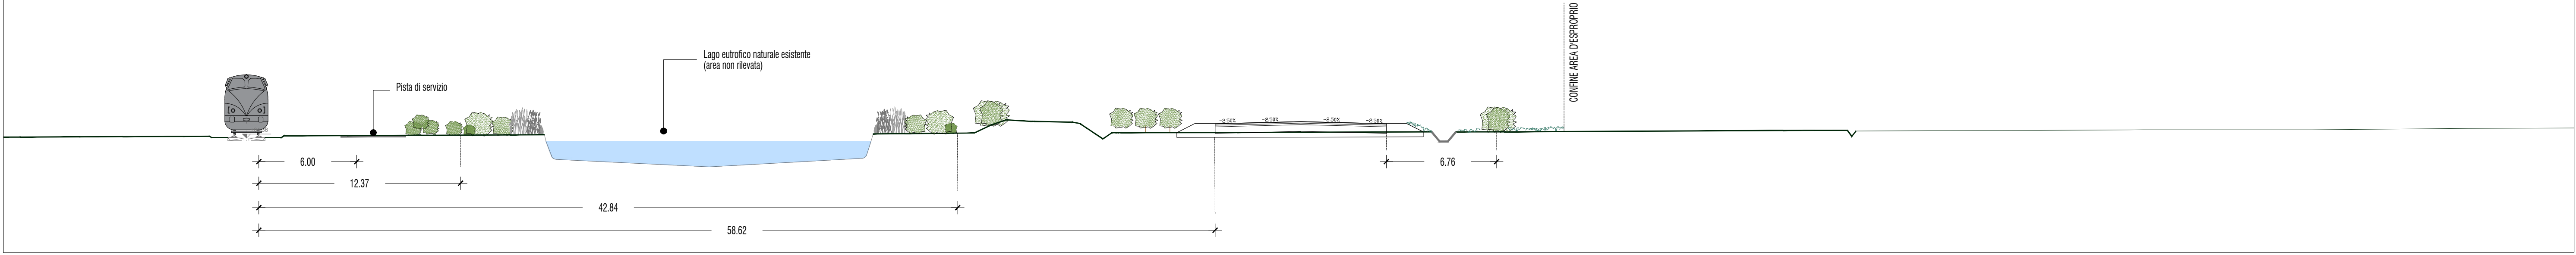 CONFINE AREA D'ESPROPRIO
Lago eutrofico naturale esistente
(area non rilevata)
Pista di servizio
-2.50%
-2.50%
-2.50%
-2.50%
6.00
6.76
12.37
42.84
58.62